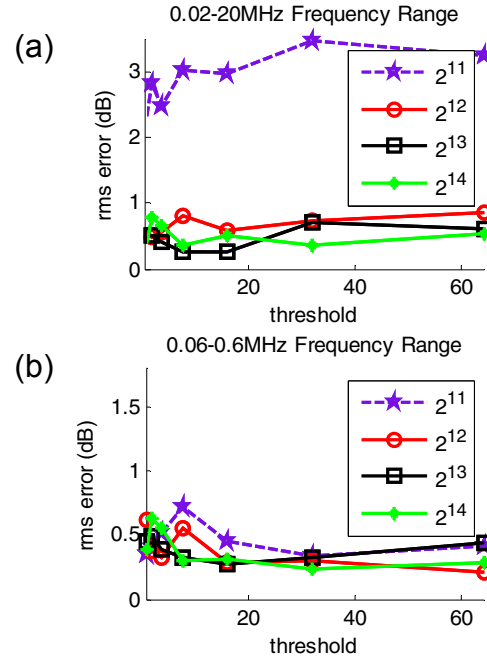 (a)
0.02-20MHz Frequency Range
rms error (dB)
3
2
1
0
20
40
60
threshold
2^11
2^12
2^13
2^14
(b)
0.06-0.6MHz Frequency Range
rms error (dB)
1.5
1
0.5
0
20
40
60
threshold
2^11
2^12
2^13
2^14